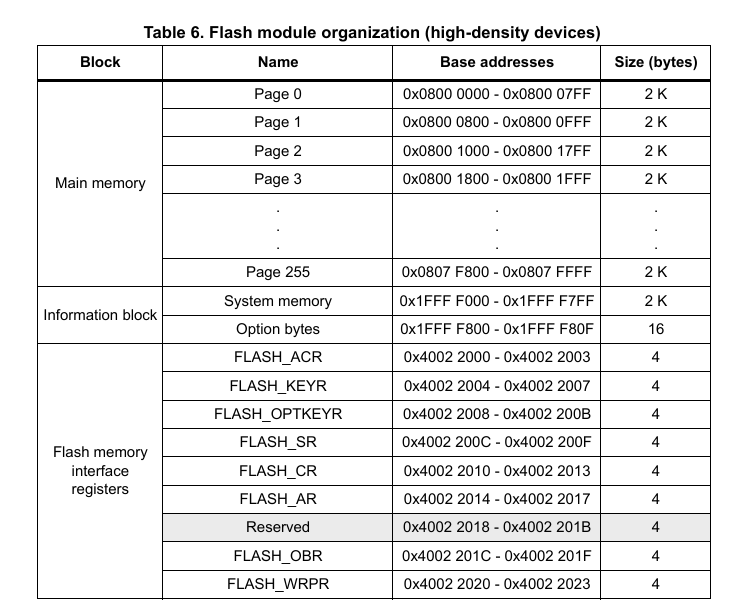 Table 6. Flash module organization (high-density devices)
Block Name Base addresses Size (bytes)
Main memory
Page 0 0x0800 0000 - 0x0800 07FF 2 K
Page 1 0x0800 0800 - 0x0800 0FFF 2 K
Page 2 0x0800 1000 - 0x0800 17FF 2 K
Page 3 0x0800 1800 - 0x0800 1FFF 2 K
. . .
. . .
. . .
Page 255 0x0807 F800 - 0x0807 FFFF 2 K
Information block
System memory 0x1FFF F000 - 0x1FFF F7FF 2 K
Option bytes 0x1FFF F800 - 0x1FFF F80F 16
Flash memory
interface
registers
FLASH_ACR 0x4002 2000 - 0x4002 2003 4
FLASH_KEYR 0x4002 2004 - 0x4002 2007 4
FLASH_OPTKEYR 0x4002 2008 - 0x4002 200B 4
FLASH_SR 0x4002 200C - 0x4002 200F 4
FLASH_CR 0x4002 2010 - 0x4002 2013 4
FLASH_AR 0x4002 2014 - 0x4002 2017 4
Reserved 0x4002 2018 - 0x4002 201B 4
FLASH_OBR 0x4002 201C - 0x4002 201F 4
FLASH_WRPR 0x4002 2020 - 0x4002 2023 4